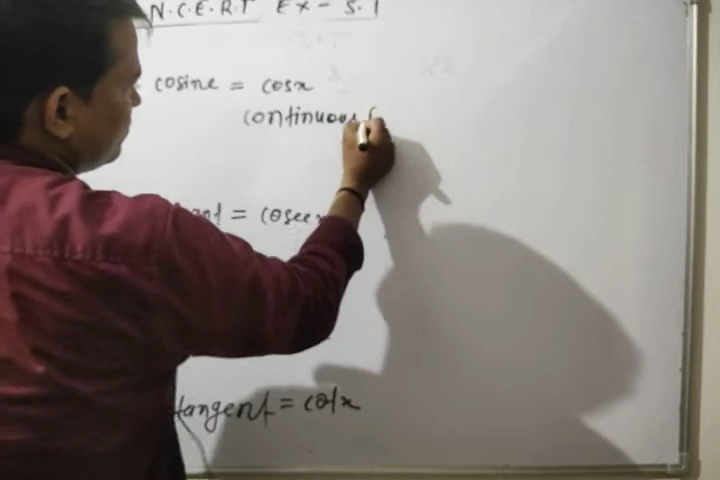 N.C.E.R.T Ex - 5.1
cosine = cosx
continuous
= cosec
tangent = cotx